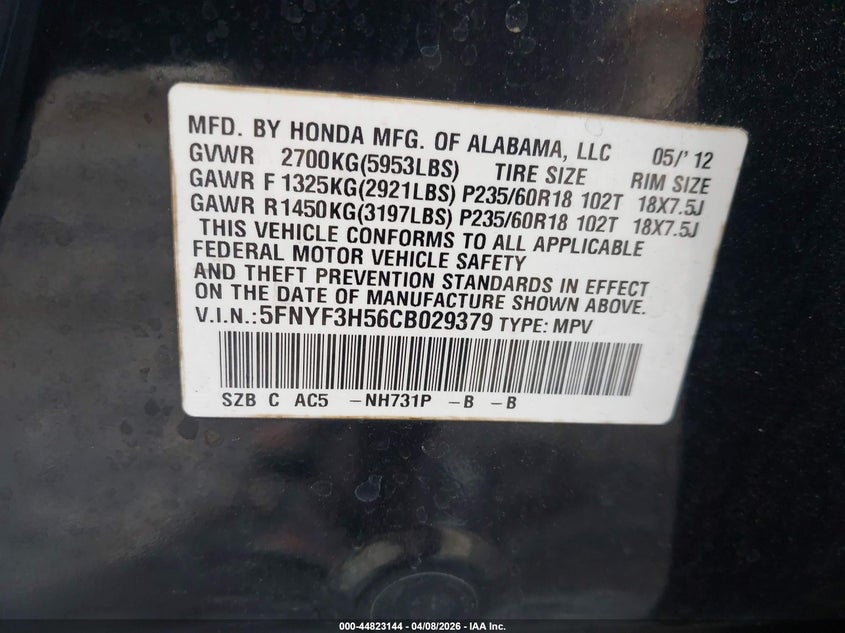 MFD. BY HONDA MFG. OF ALABAMA, LLC 05/' 12
GVWR 2700KG(5953LBS) TIRE SIZE RIM SIZE
GAWR F 1325KG(2921LBS) P235/60R18 102T 18X7.5J
GAWR R1450KG(3197LBS) P235/60R18 102T 18X7.5J
THIS VEHICLE CONFORMS TO ALL APPLICABLE
FEDERAL MOTOR VEHICLE SAFETY
AND THEFT PREVENTION STANDARDS IN EFFECT
ON THE DATE OF MANUFACTURE SHOWN ABOVE.
V.I.N.:5FNYF3H56CB029379 TYPE: MPV
SZB C AC5 -NH731P -B -B
000-44823144 - 04/08/2026 - IAA Inc.